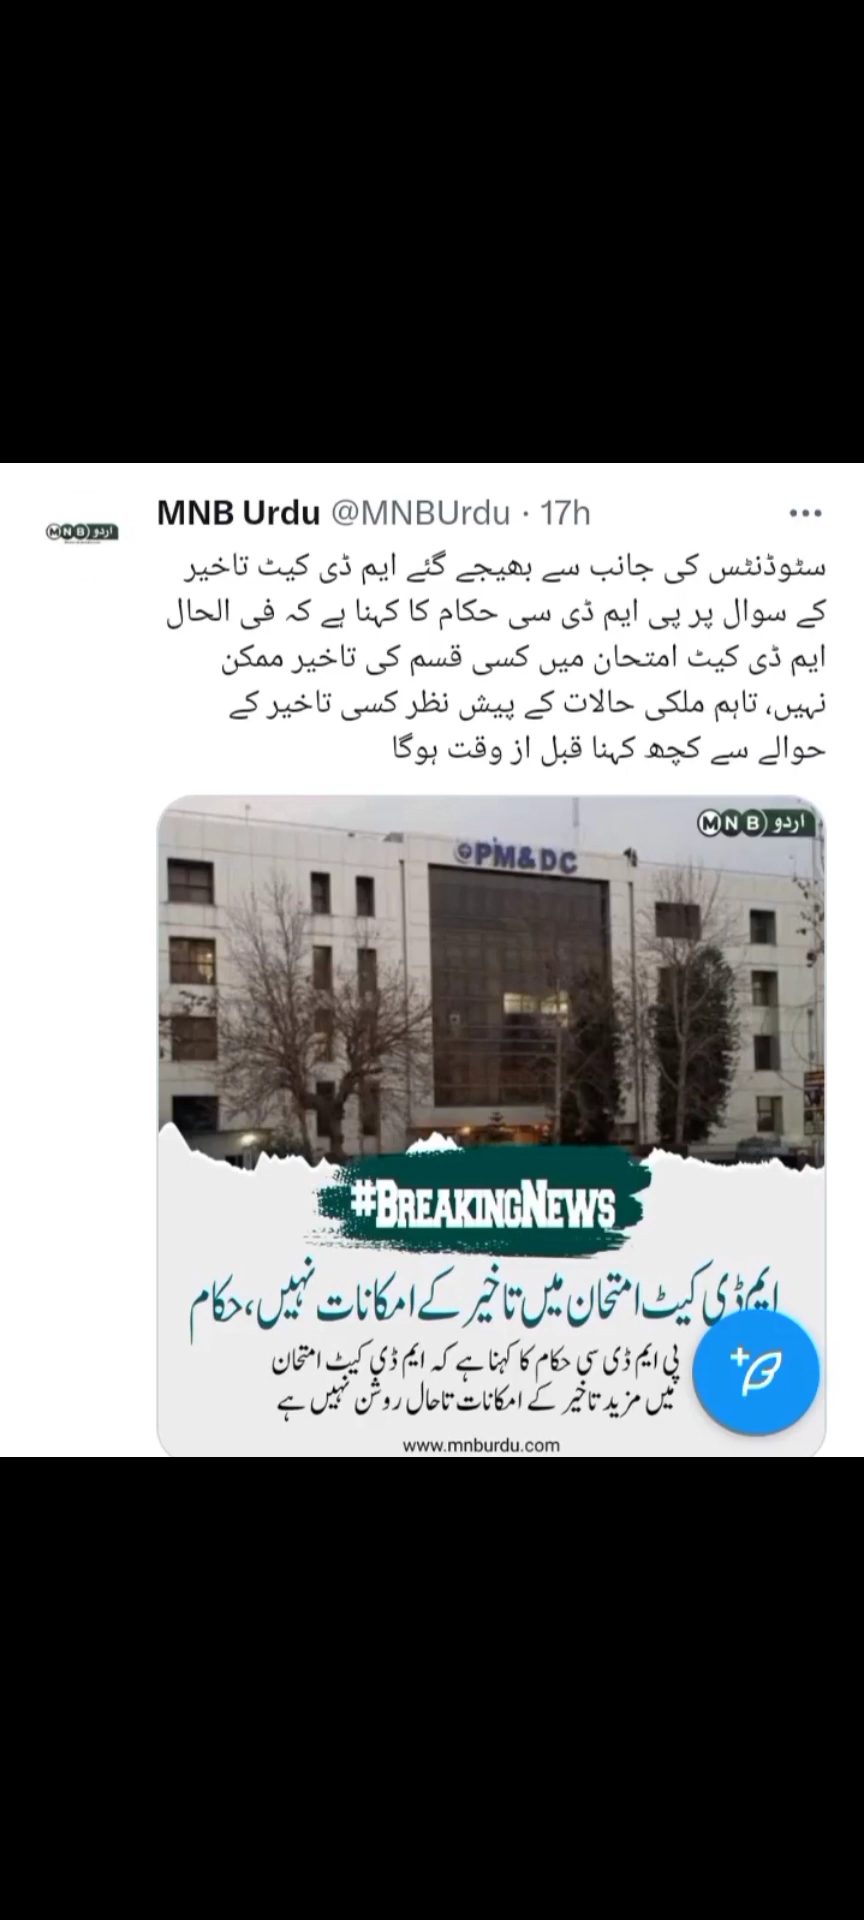 MNB Urdu @MNBUrdu · 17h
MNB اردو
سٹوڈنٹس کی جانب سے بھیجے گئے ایم ڈی کیٹ تاخیر
کے سوال پر پی ایم ڈی سی حکام کا کہنا ہے کہ فی الحال
ایم ڈی کیٹ امتحان میں کسی قسم کی تاخیر ممکن
نہیں، تاہم ملکی حالات کے پیش نظر کسی تاخیر کے
حوالے سے کچھ کہنا قبل از وقت ہوگا
MNB اردو
PM&DC
#BREAKINGNEWS
ایم ڈی کیٹ امتحان میں تاخیر کے امکانات نہیں، حکام
پی ایم ڈی سی حکام کا کہنا ہے کہ ایم ڈی کیٹ امتحان
میں مزید تاخیر کے امکانات تاحال روشن نہیں ہے
www.mnburdu.com